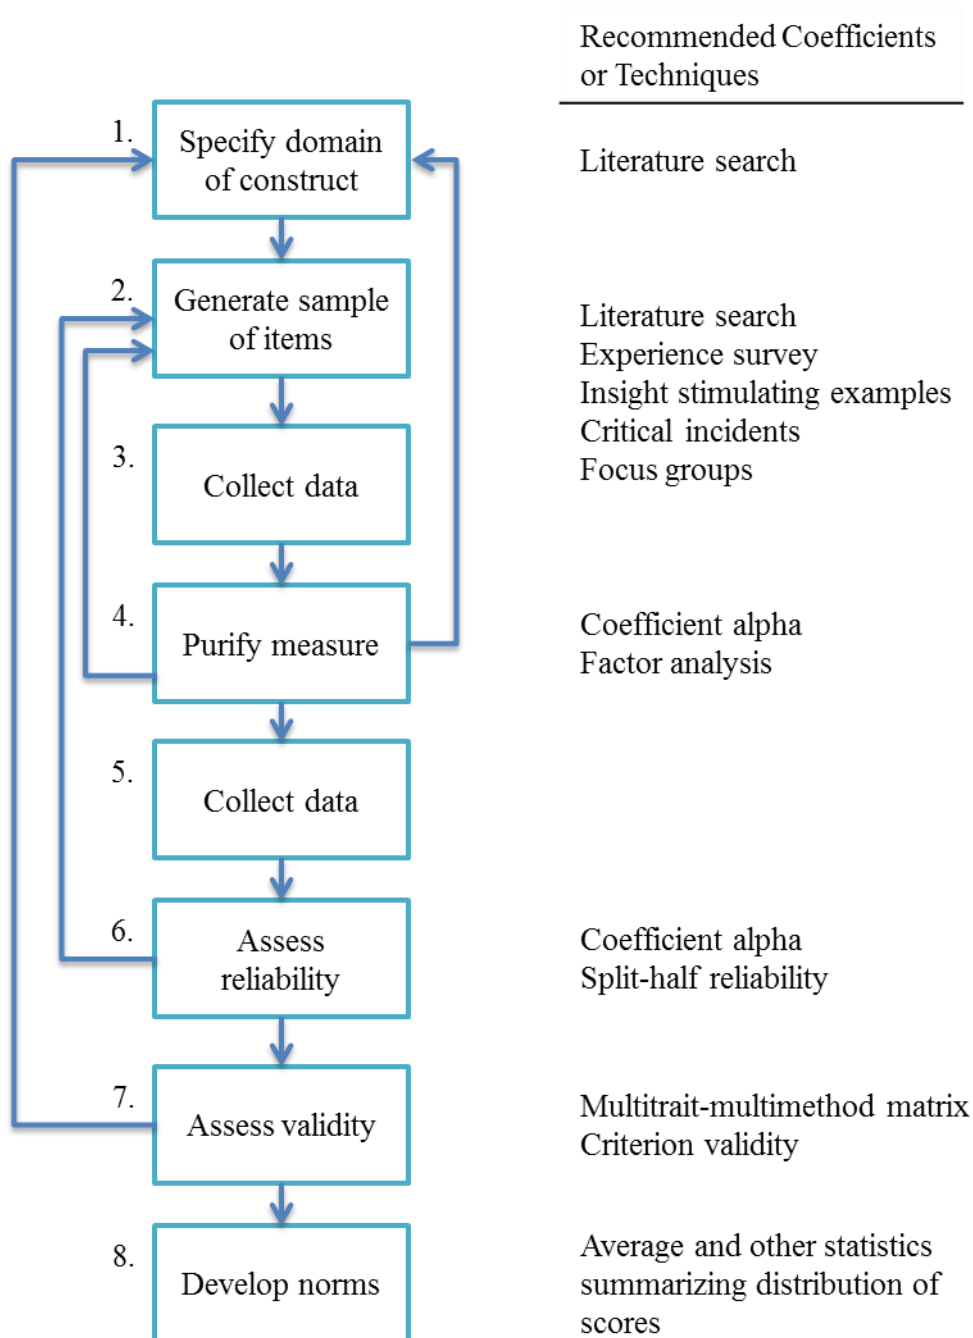 Recommended Coefficients
or Techniques
1.
Specify domain
of construct
Literature search
2.
Generate sample
of items
Literature search
Experience survey
Insight stimulating examples
Critical incidents
Focus groups
3.
Collect data
4.
Purify measure
Coefficient alpha
Factor analysis
5.
Collect data
6.
Assess
reliability
Coefficient alpha
Split-half reliability
7.
Assess validity
Multitrait-multimethod matrix
Criterion validity
8.
Develop norms
Average and other statistics
summarizing distribution of
scores